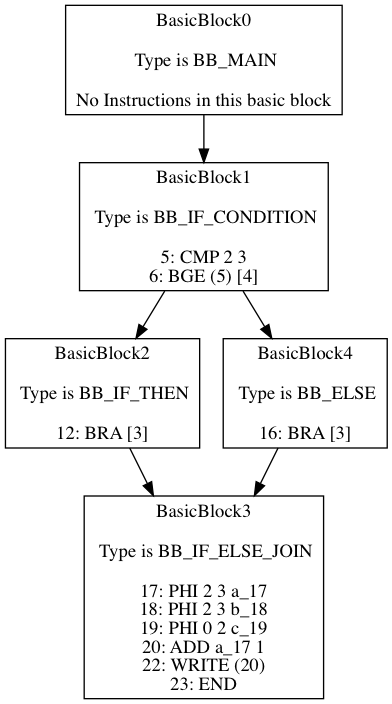 BasicBlock0
Type is BB_MAIN
No Instructions in this basic block
BasicBlock1
Type is BB_IF_CONDITION
5: CMP 2 3
6: BGE (5) [4]
BasicBlock2
Type is BB_IF_THEN
12: BRA [3]
BasicBlock4
Type is BB_ELSE
16: BRA [3]
BasicBlock3
Type is BB_IF_ELSE_JOIN
17: PHI 2 3 a_17
18: PHI 2 3 b_18
19: PHI 0 2 c_19
20: ADD a_17 1
22: WRITE (20)
23: END